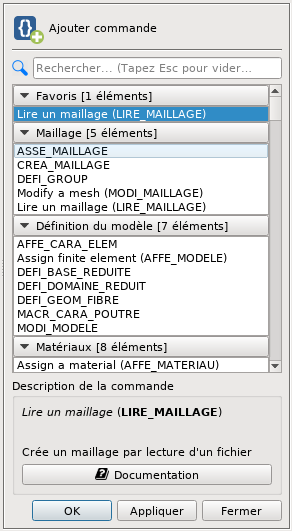 Ajouter commande
Rechercher... (Tapez Esc pour vider...
Favoris [1 éléments]
Lire un maillage (LIRE_MAILLAGE)
Maillage [5 éléments]
ASSE_MAILLAGE
CREA_MAILLAGE
DEFI_GROUP
Modify a mesh (MODI_MAILLAGE)
Lire un maillage (LIRE_MAILLAGE)
Définition du modèle [7 éléments]
AFFE_CARA_ELEM
Assign finite element (AFFE_MODELE)
DEFI_BASE_REDUITE
DEFI_DOMAINE_REDUIT
DEFI_GEOM_FIBRE
MACR_CARA_POUTRE
MODI_MODELE
Matériaux [8 éléments]
Assign a material (AFFE_MATERIAU)
Description de la commande
Lire un maillage (LIRE_MAILLAGE)
Crée un maillage par lecture d'un fichier
Documentation
OK
Appliquer
Fermer